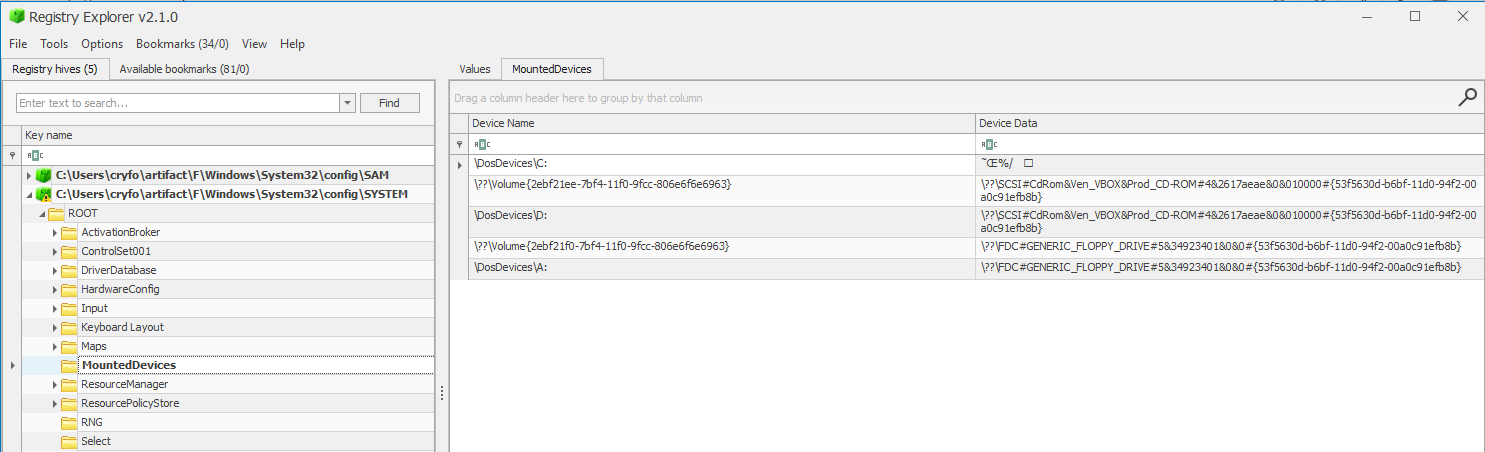 Registry Explorer v2.1.0
File Tools Options Bookmarks (34/0) View Help
Registry hives (5) Available bookmarks (81/0)
Enter text to search... Find
Key name
C:\Users\cryfo\artifact\F\Windows\System32\config\SAM
C:\Users\cryfo\artifact\F\Windows\System32\config\SYSTEM
ROOT
ActivationBroker
ControlSet001
DriverDatabase
HardwareConfig
Input
Keyboard Layout
Maps
MountedDevices
ResourceManager
ResourcePolicyStore
RNG
Select
Values MountedDevices
Drag a column header here to group by that column
Device Name Device Data
\DosDevices\C: ˜Œ%/ □
\??\Volume{2ebf21ee-7bf4-11f0-9fcc-806e6f6e6963} \??\SCSI#CdRom&Ven_VBOX&Prod_CD-ROM#4&2617aeae&0&010000#{53f5630d-b6bf-11d0-94f2-00
a0c91efb8b}
\DosDevices\D: \??\SCSI#CdRom&Ven_VBOX&Prod_CD-ROM#4&2617aeae&0&010000#{53f5630d-b6bf-11d0-94f2-00
a0c91efb8b}
\??\Volume{2ebf21f0-7bf4-11f0-9fcc-806e6f6e6963} \??\FDC#GENERIC_FLOPPY_DRIVE#5&34923401&0&0#{53f5630d-b6bf-11d0-94f2-00a0c91efb8b}
\DosDevices\A: \??\FDC#GENERIC_FLOPPY_DRIVE#5&34923401&0&0#{53f5630d-b6bf-11d0-94f2-00a0c91efb8b}